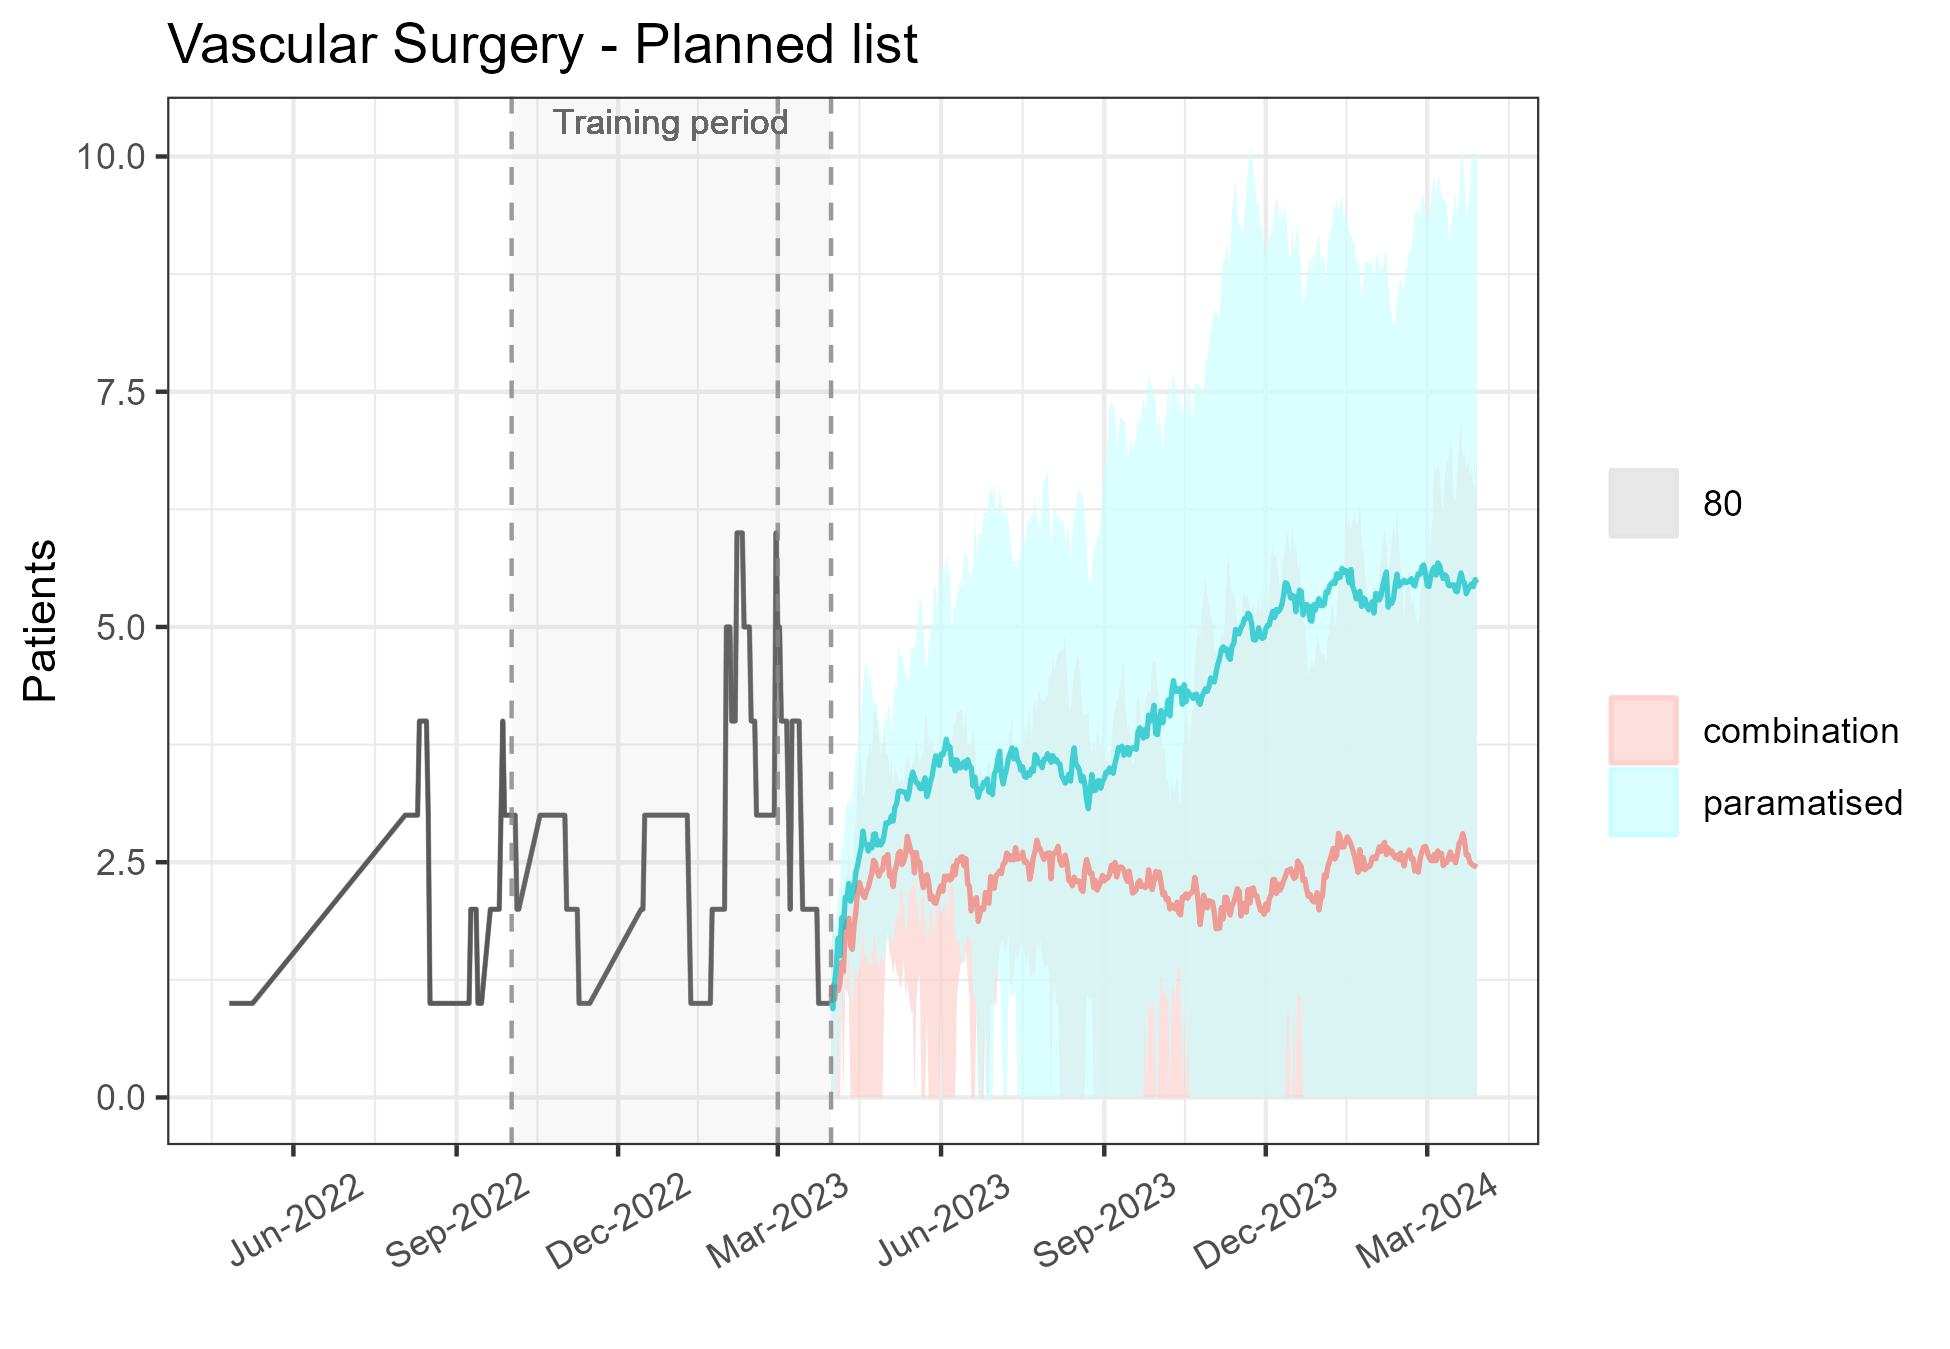 Vascular Surgery - Planned list
Training period
Patients
10.0
7.5
5.0
2.5
0.0
Jun-2022
Sep-2022
Dec-2022
Mar-2023
Jun-2023
Sep-2023
Dec-2023
Mar-2024
80
combination
paramatised